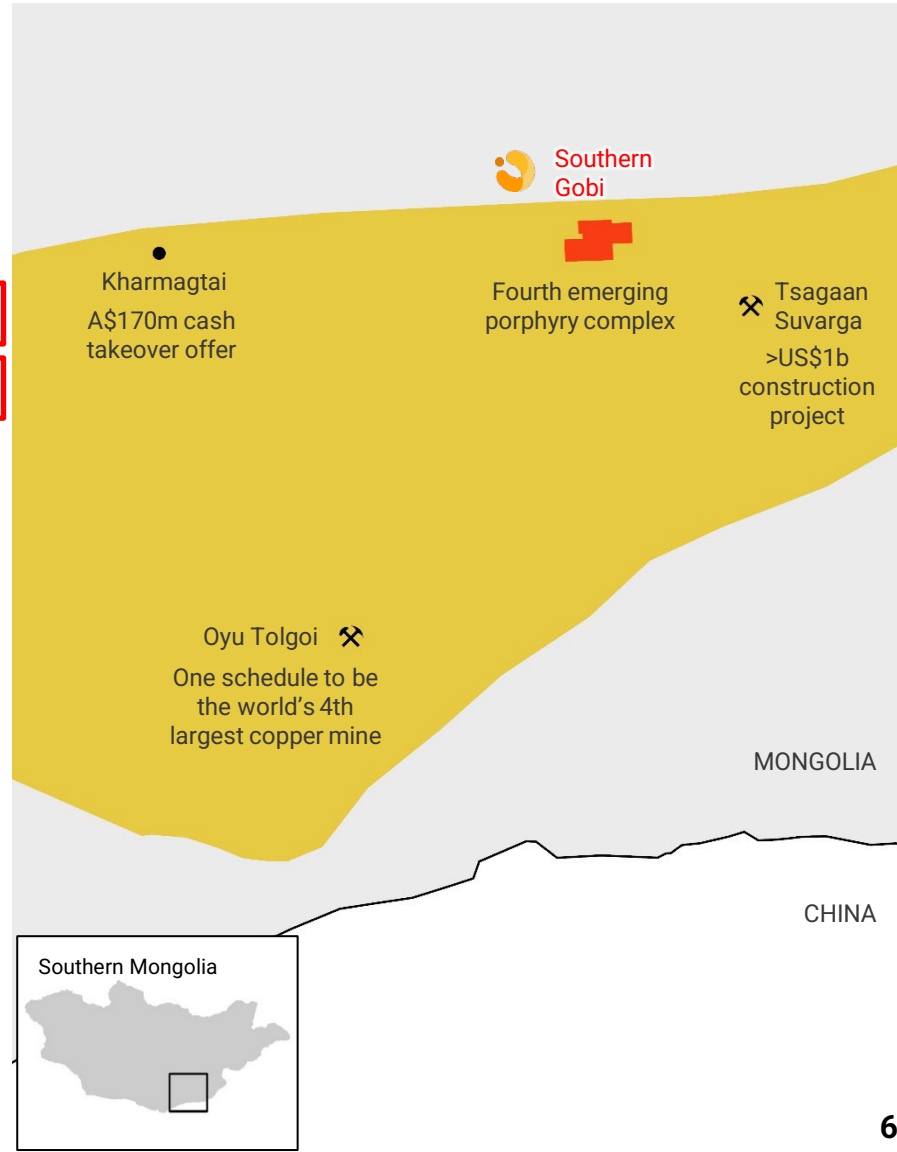 Southern
Gobi
Kharmagtai
A$170m cash
takeover offer
Fourth emerging
porphyry complex
Tsagaan
Suvarga
>US$1b
construction
project
Oyu Tolgoi
One schedule to be
the world's 4th
largest copper mine
MONGOLIA
CHINA
Southern Mongolia
6